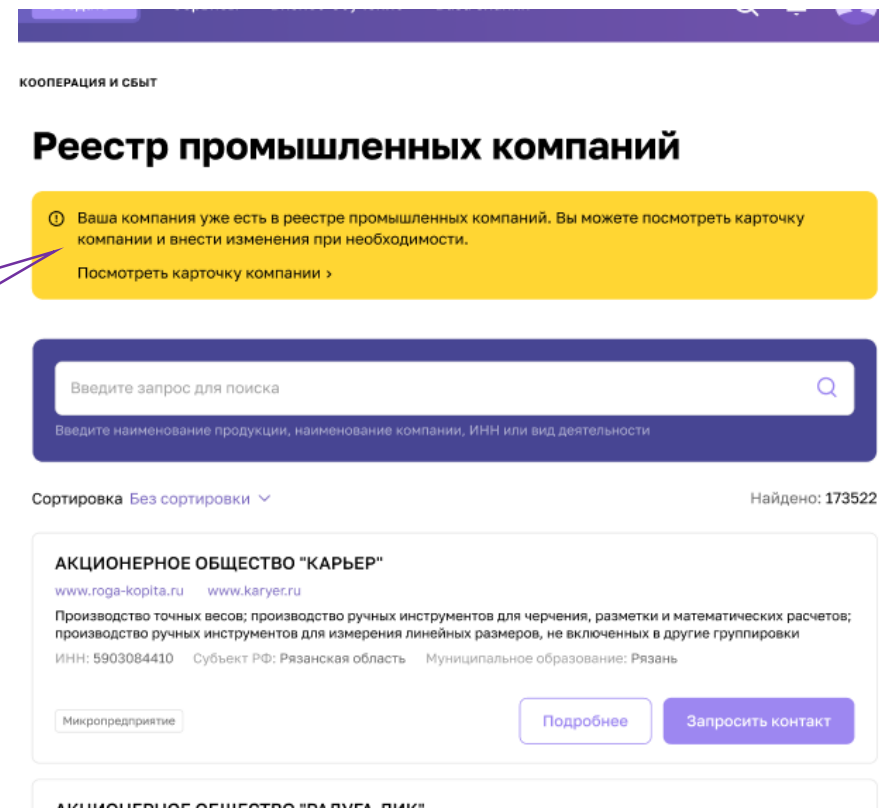 КООПЕРАЦИЯ И СБЫТ
Реестр промышленных компаний
Ваша компания уже есть в реестре промышленных компаний. Вы можете посмотреть карточку
компании и внести изменения при необходимости.
Посмотреть карточку компании ›
Введите запрос для поиска
Введите наименование продукции, наименование компании, ИНН или вид деятельности
Сортировка Без сортировки
Найдено: 173522
АКЦИОНЕРНОЕ ОБЩЕСТВО "КАРЬЕР"
www.roga-kopita.ru www.karyer.ru
Производство точных весов; производство ручных инструментов для черчения, разметки и математических расчетов;
производство ручных инструментов для измерения линейных размеров, не включенных в другие группировки
ИНН: 5903084410 Субъект РФ: Рязанская область Муниципальное образование: Рязань
Микропредприятие
Подробнее
Запросить контакт
АКЦИОНЕРНОЕ ОБЩЕСТВО